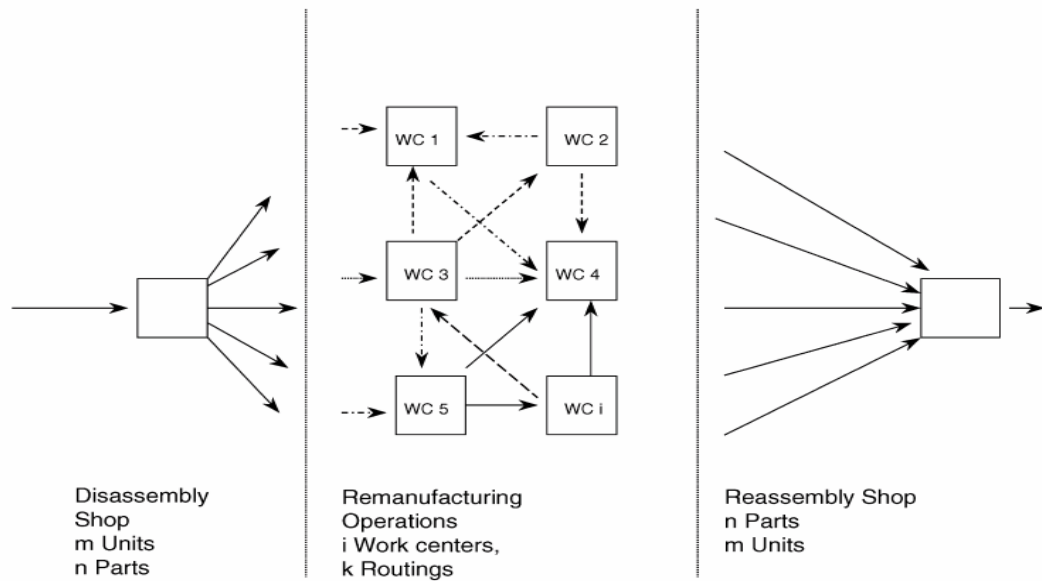 WC 1
WC 2
WC 3
WC 4
WC 5
WC i
Disassembly
Shop
m Units
n Parts
Remanufacturing
Operations
i Work centers,
k Routings
Reassembly Shop
n Parts
m Units